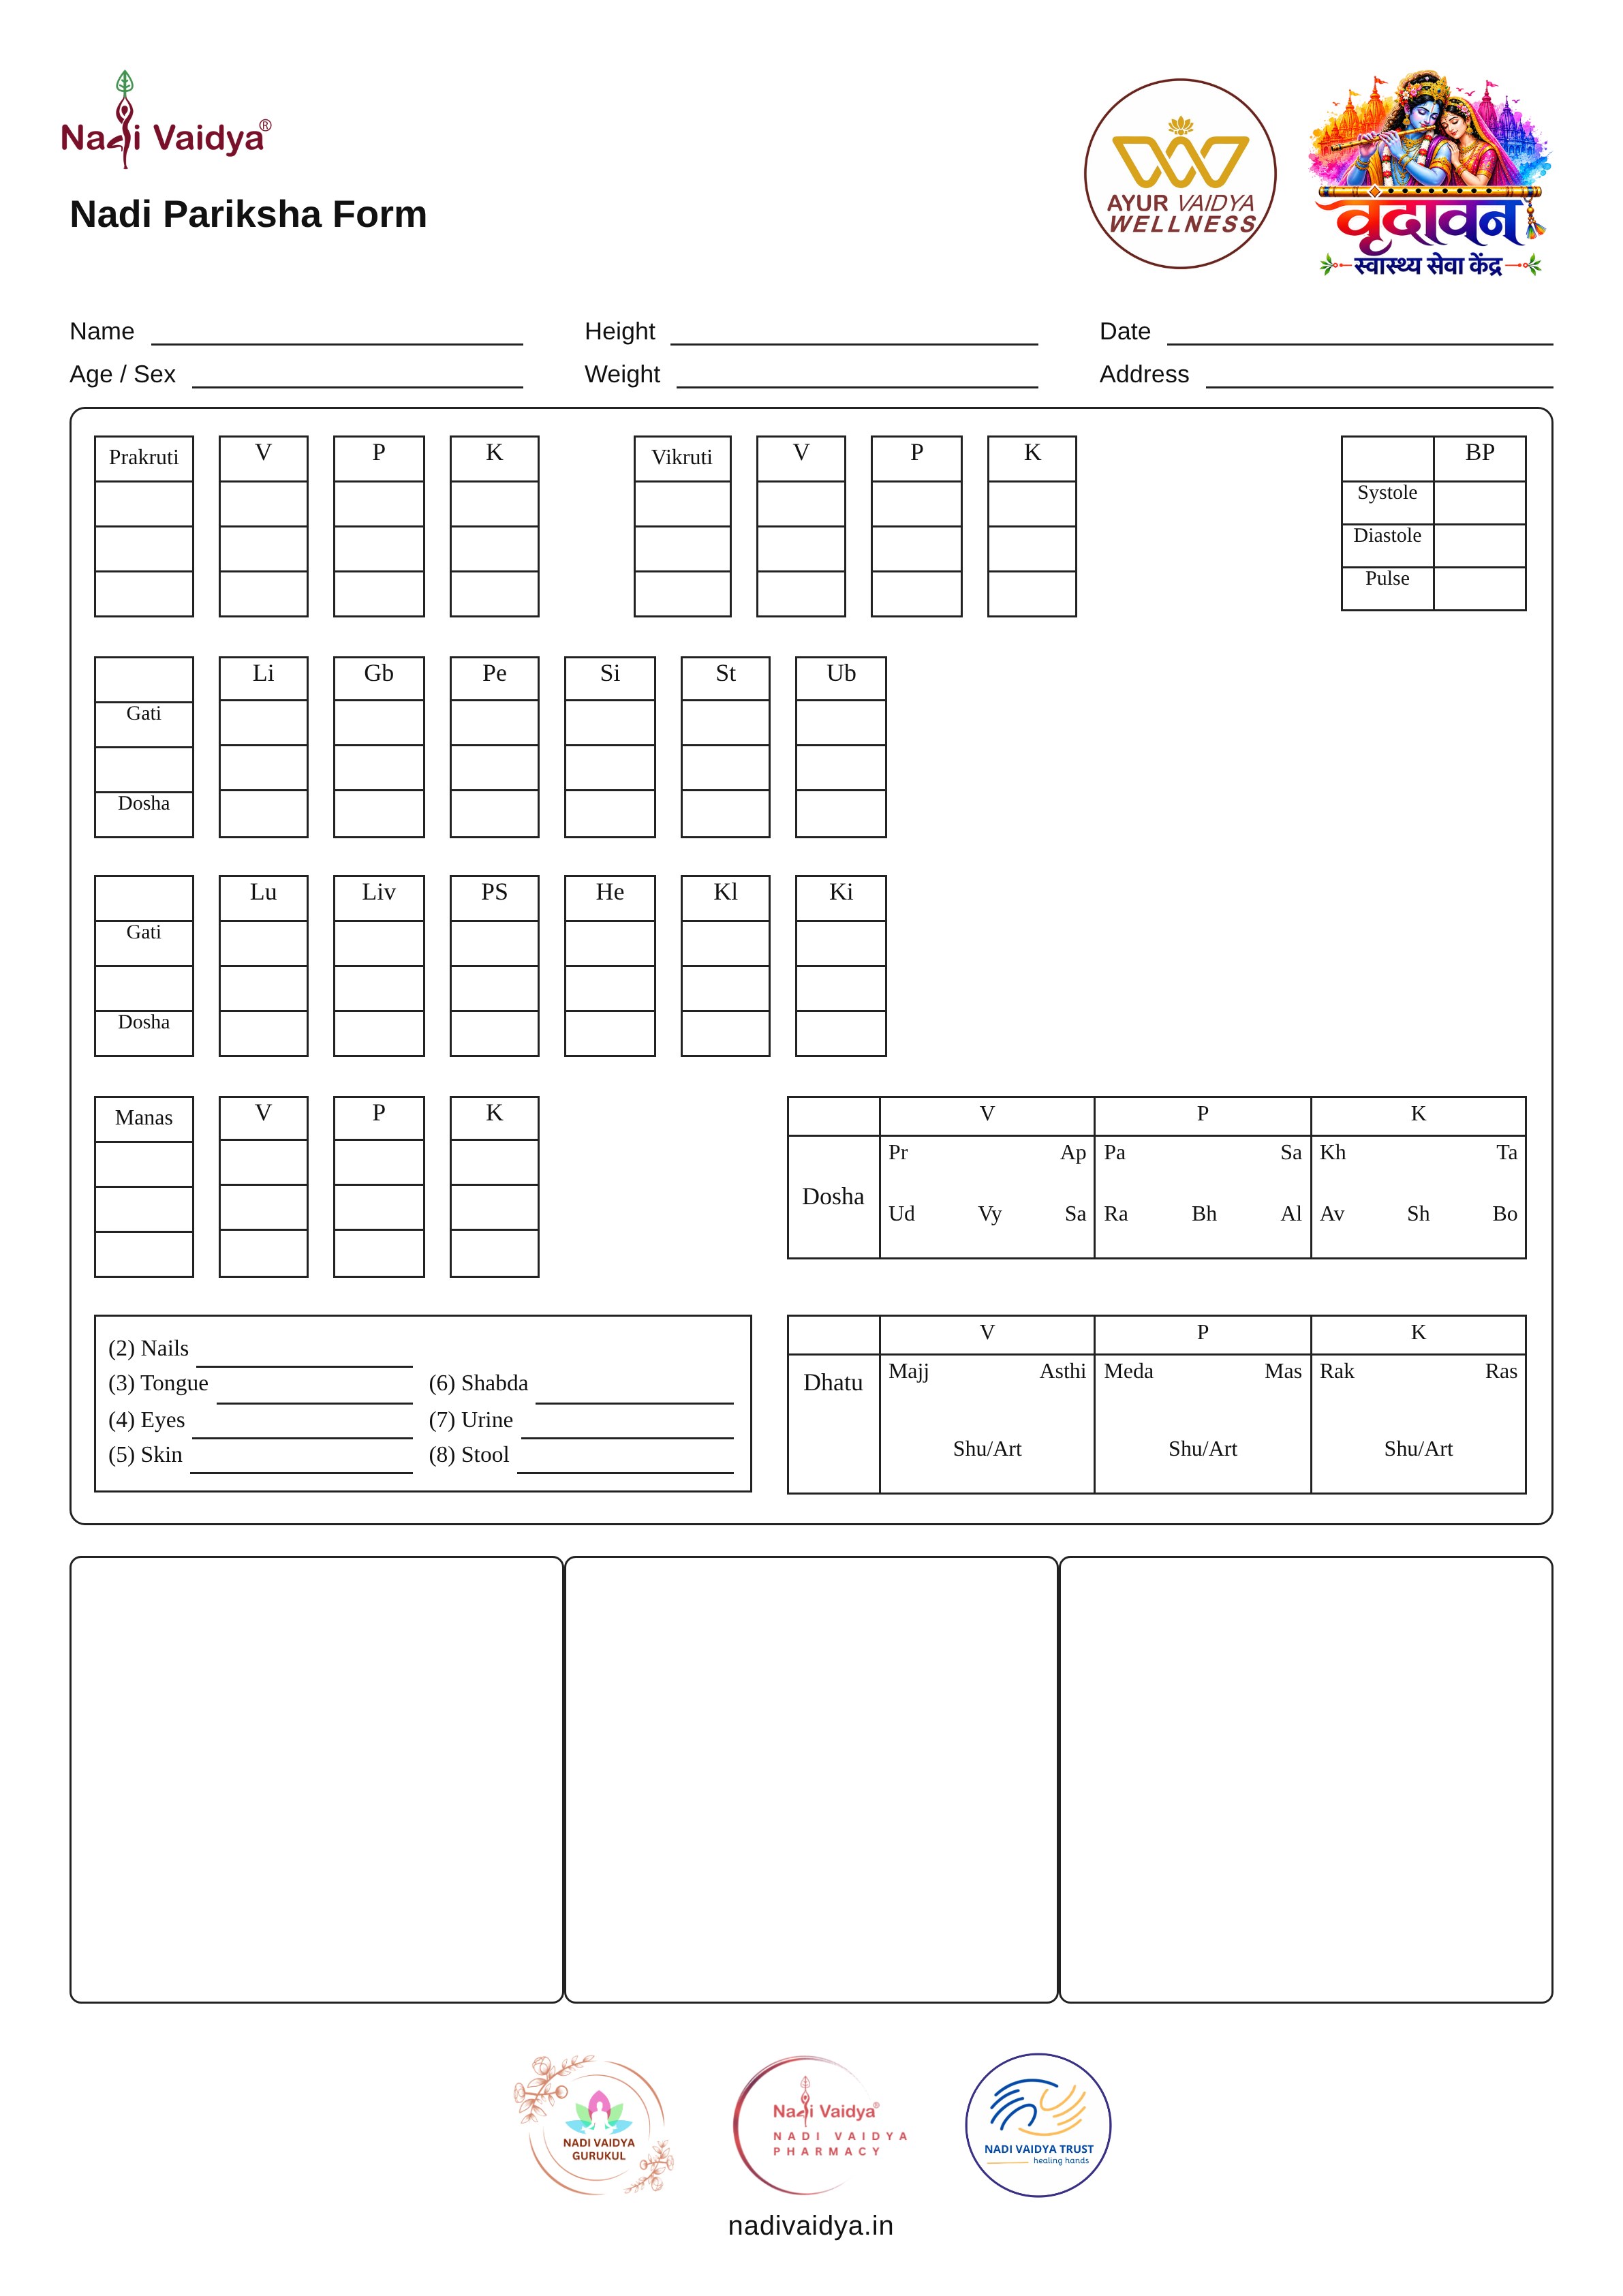 Nadi Vaidya®
Nadi Pariksha Form
AYUR VAIDYA
WELLNESS
वृंदावन
स्वास्थ्य सेवा केंद्र
Name Height Date
Age / Sex Weight Address
Prakruti V P K Vikruti V P K BP
Systole
Diastole
Pulse
Li Gb Pe Si St Ub
Gati
Dosha
Lu Liv PS He Kl Ki
Gati
Dosha
Manas V P K
V P K
Pr Ap Pa Sa Kh Ta
Dosha
Ud Vy Sa Ra Bh Al Av Sh Bo
(2) Nails
(3) Tongue (6) Shabda
(4) Eyes (7) Urine
(5) Skin (8) Stool
V P K
Majj Asthi Meda Mas Rak Ras
Dhatu
Shu/Art Shu/Art Shu/Art
NADI VAIDYA
GURUKUL
Nadi Vaidya®
NADI VAIDYA
PHARMACY
NADI VAIDYA TRUST
healing hands
nadivaidya.in